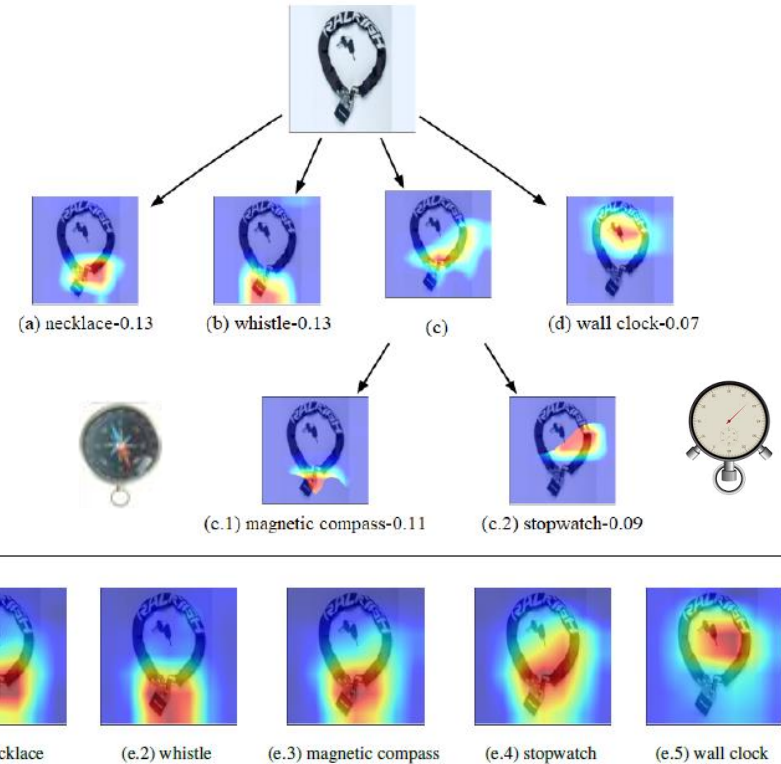 (a) necklace-0.13
(b) whistle-0.13
(c)
(d) wall clock-0.07
(c.1) magnetic compass-0.11
(c.2) stopwatch-0.09
cklace
(e.2) whistle
(e.3) magnetic compass
(e.4) stopwatch
(e.5) wall clock